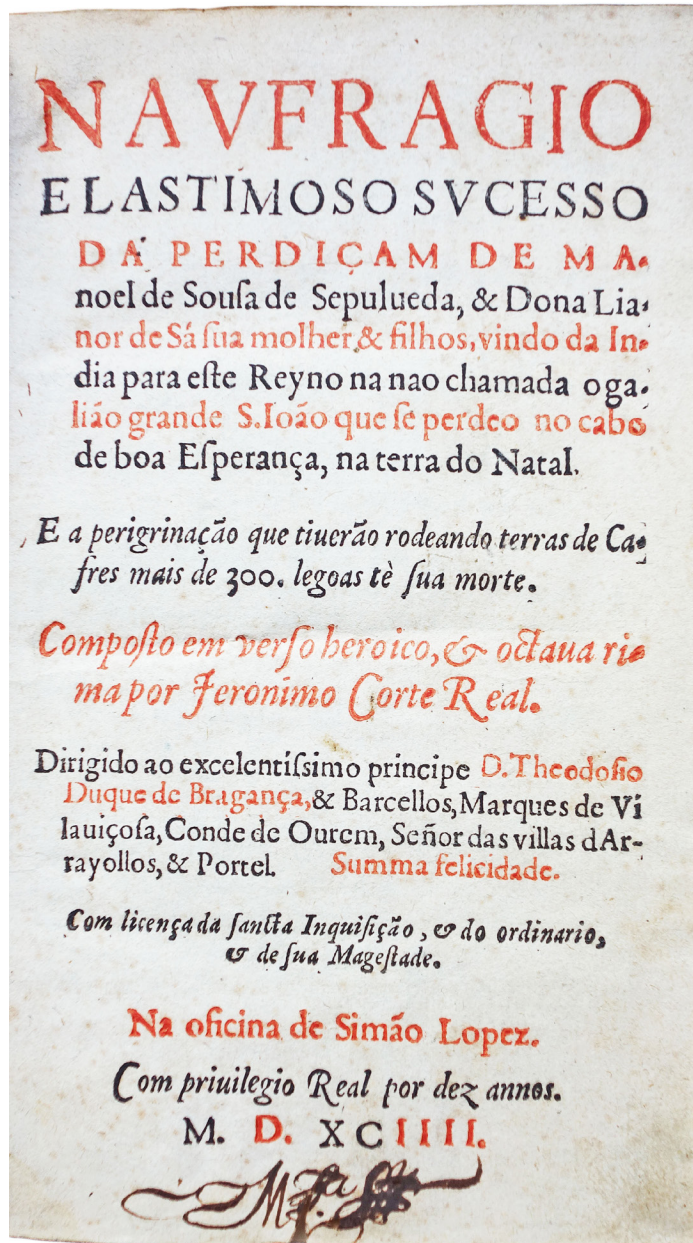 NAVFRAGIO
E LASTIMOSO SVCESSO
DA PERDIÇAM DE MA-
noel de Sousa de Sepulueda, & Dona Lia-
nor de Sá sua molher, & filhos, vindo da In-
dia para este Reyno na nao chamada o ga-
lião grande S. Ioão que se perdeo no cabo
de boa Esperança, na terra do Natal.
E a perigrinação que tiuerão rodeando terras de Ca-
fres mais de 300. legoas tè sua morte.
Composto em verso heroico, & octaua ri-
ma por Jeronimo Corte Real.
Dirigido ao excelentissimo principe D. Theodosio
Duque de Bragança, & Barcellos, Marques de Vi
lauiçosa, Conde de Ourem, Señor das villas dAr-
rayollos, & Portel. Summa felicidade.
Com licença da sancta Inquisição, & do ordinario,
& de sua Magestade.
Na oficina de Simão Lopez.
Com priuilegio Real por dez annos.
M. D. XCIIII.